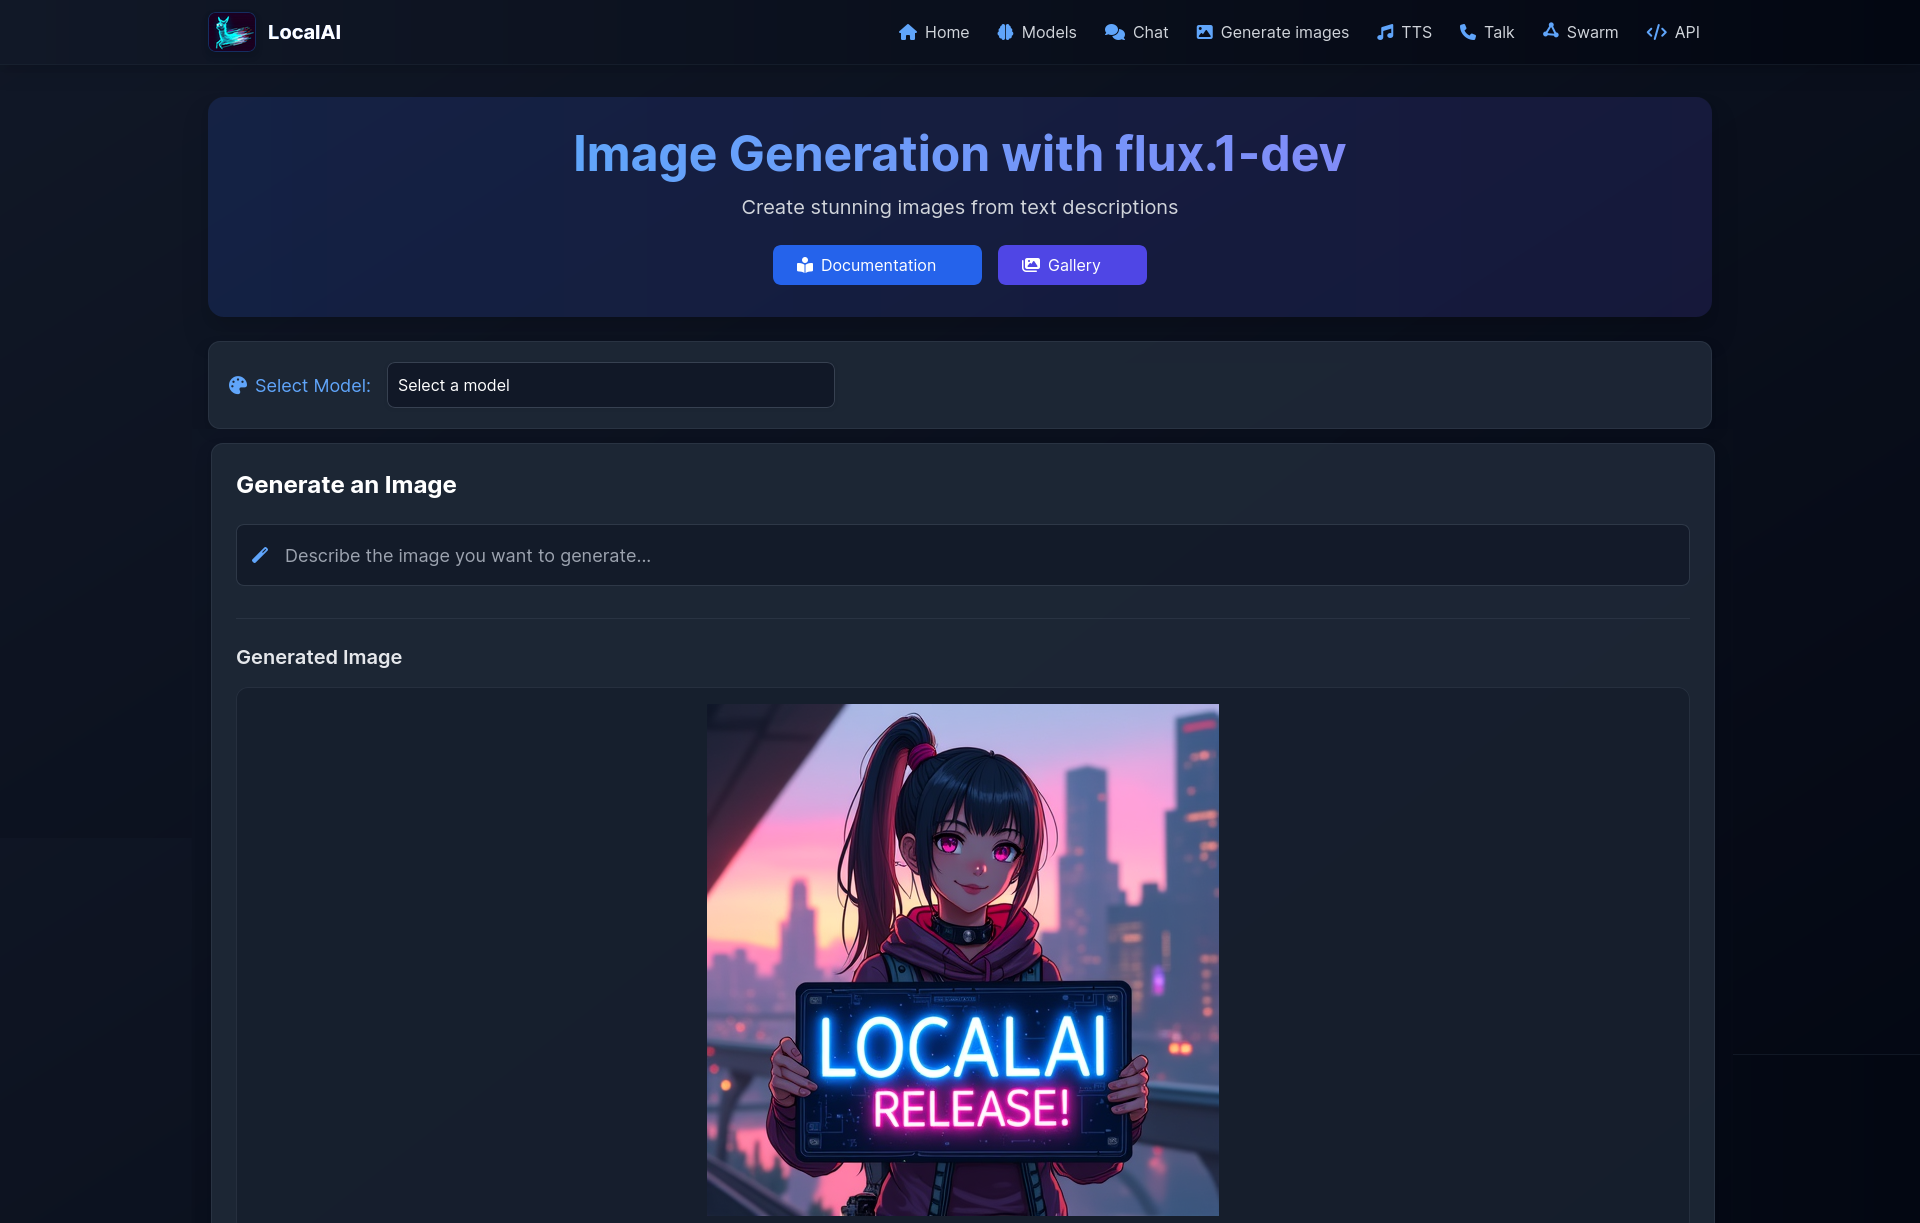 LocalAI
Home
Models
Chat
Generate images
TTS
Talk
Swarm
API
Image Generation with flux.1-dev
Create stunning images from text descriptions
Documentation
Gallery
Select Model:
Select a model
Generate an Image
Describe the image you want to generate...
Generated Image
LOCALAI
RELEASE!